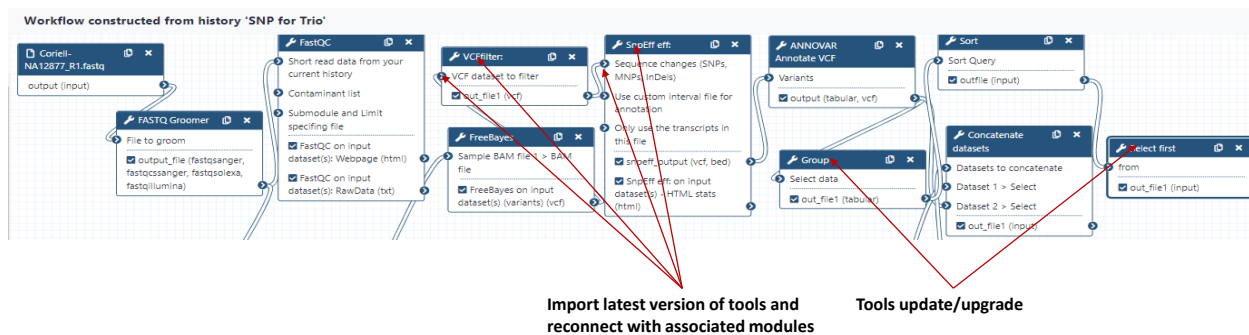 Workflow constructed from history 'SNP for Trio'
Coriell-
NA12877_R1.fastq
output (input)
FASTQ Groomer
File to groom
output_file (fastqsanger,
fastqcssanger, fastqsolexa,
fastqillumina)
FastQC
Short read data from your
current history
Contaminant list
Submodule and Limit
specifing file
FastQC on input
dataset(s): Webpage (html)
FastQC on input
dataset(s): RawData (txt)
VCFfilter:
VCF dataset to filter
out_file1 (vcf)
FreeBayes
Sample BAM file 1 > BAM
file
FreeBayes on input
dataset(s) (variants) (vcf)
SnpEff eff:
Sequence changes (SNPs,
MNPs, InDels)
Use custom interval file for
annotation
Only use the transcripts in
this file
snpeff_output (vcf, bed)
SnpEff eff: on input
dataset(s) - HTML stats
(html)
ANNOVAR
Annotate VCF
Variants
output (tabular, vcf)
Group
Select data
out_file1 (tabular)
Sort
Sort Query
outfile (input)
Concatenate
datasets
Datasets to concatenate
Dataset 1 > Select
Dataset 2 > Select
out_file1 (input)
Select first
from
out_file1 (input)
Import latest version of tools and
reconnect with associated modules
Tools update/upgrade